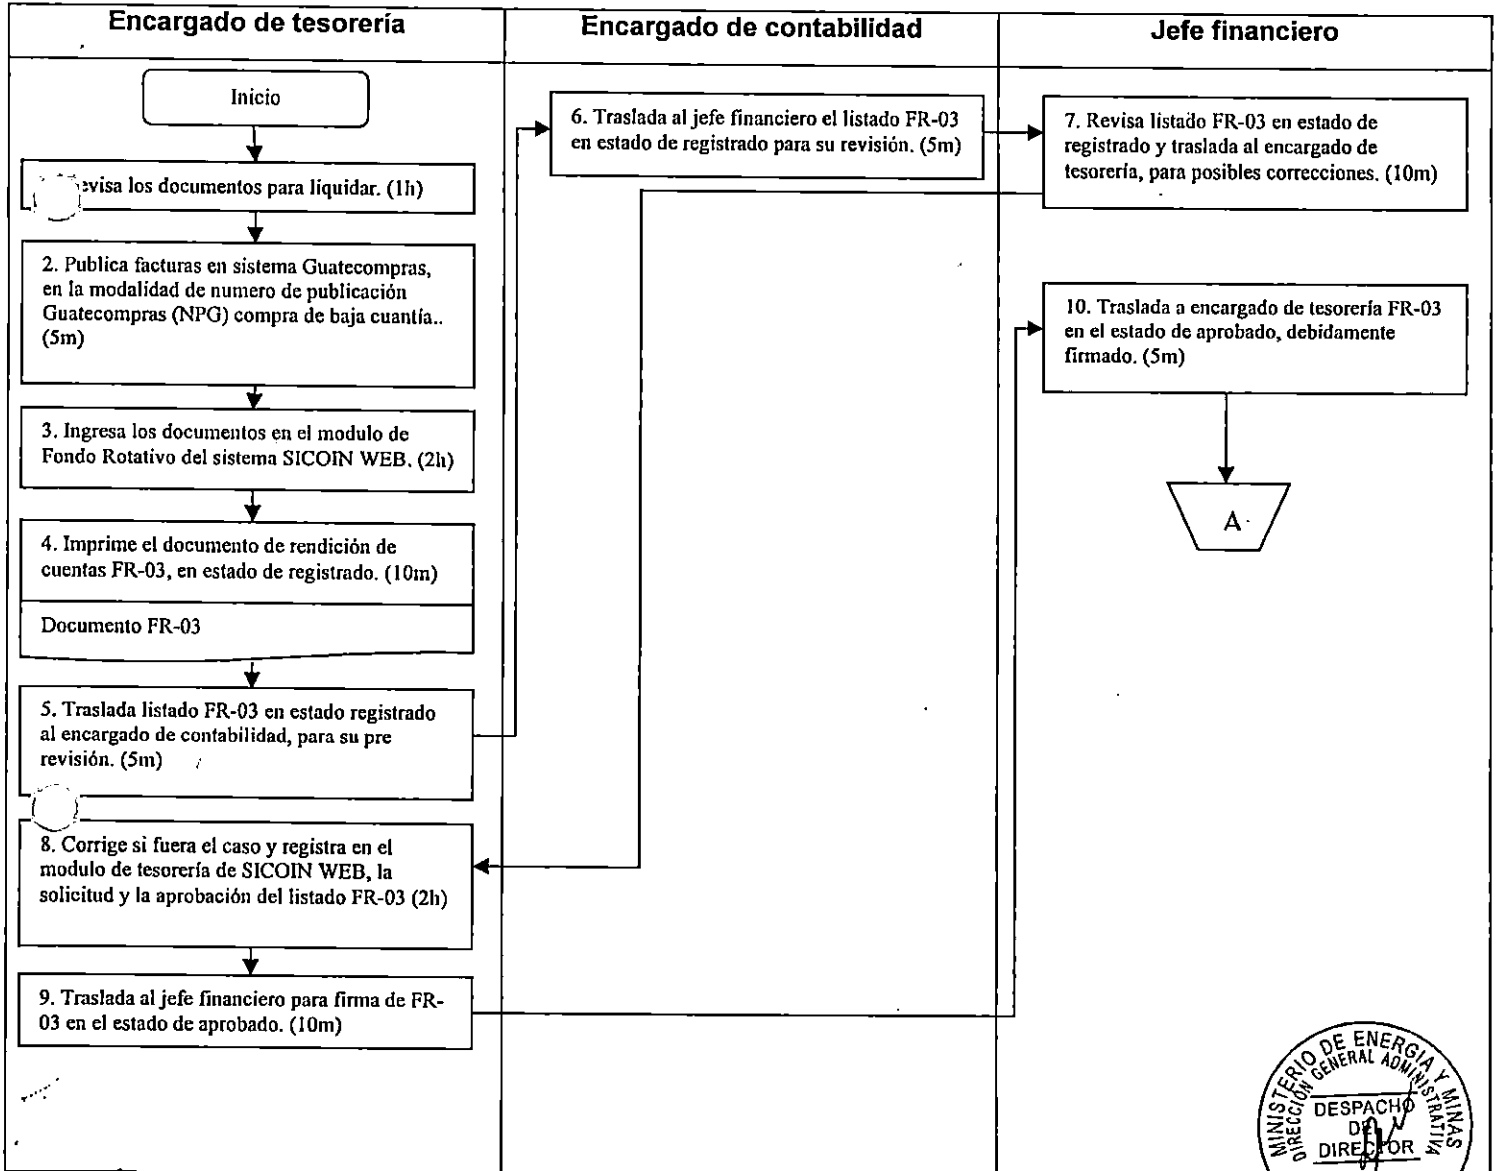 Encargado de tesorería
Encargado de contabilidad
Jefe financiero
Inicio
evisa los documentos para liquidar. (1h)
2. Publica facturas en sistema Guatecompras,
en la modalidad de numero de publicación
Guatecompras (NPG) compra de baja cuantía..
(5m)
3. Ingresa los documentos en el modulo de
Fondo Rotativo del sistema SICOIN WEB. (2h)
4. Imprime el documento de rendición de
cuentas FR-03, en estado de registrado. (10m)
Documento FR-03
5. Traslada listado FR-03 en estado registrado
al encargado de contabilidad, para su pre
revisión. (5m)
6. Traslada al jefe financiero el listado FR-03
en estado de registrado para su revisión. (5m)
7. Revisa listado FR-03 en estado de
registrado y traslada al encargado de
tesorería, para posibles correcciones. (10m)
8. Corrige si fuera el caso y registra en el
modulo de tesorería de SICOIN WEB, la
solicitud y la aprobación del listado FR-03 (2h)
9. Traslada al jefe financiero para firma de FR-
03 en el estado de aprobado. (10m)
10. Traslada a encargado de tesorería FR-03
en el estado de aprobado, debidamente
firmado. (5m)
A
MINISTERIO DE ENERGIA Y MINAS
DIRECCIÓN GENERAL ADMINISTRATIVA
DESPACHO
DEL
DIRECTOR